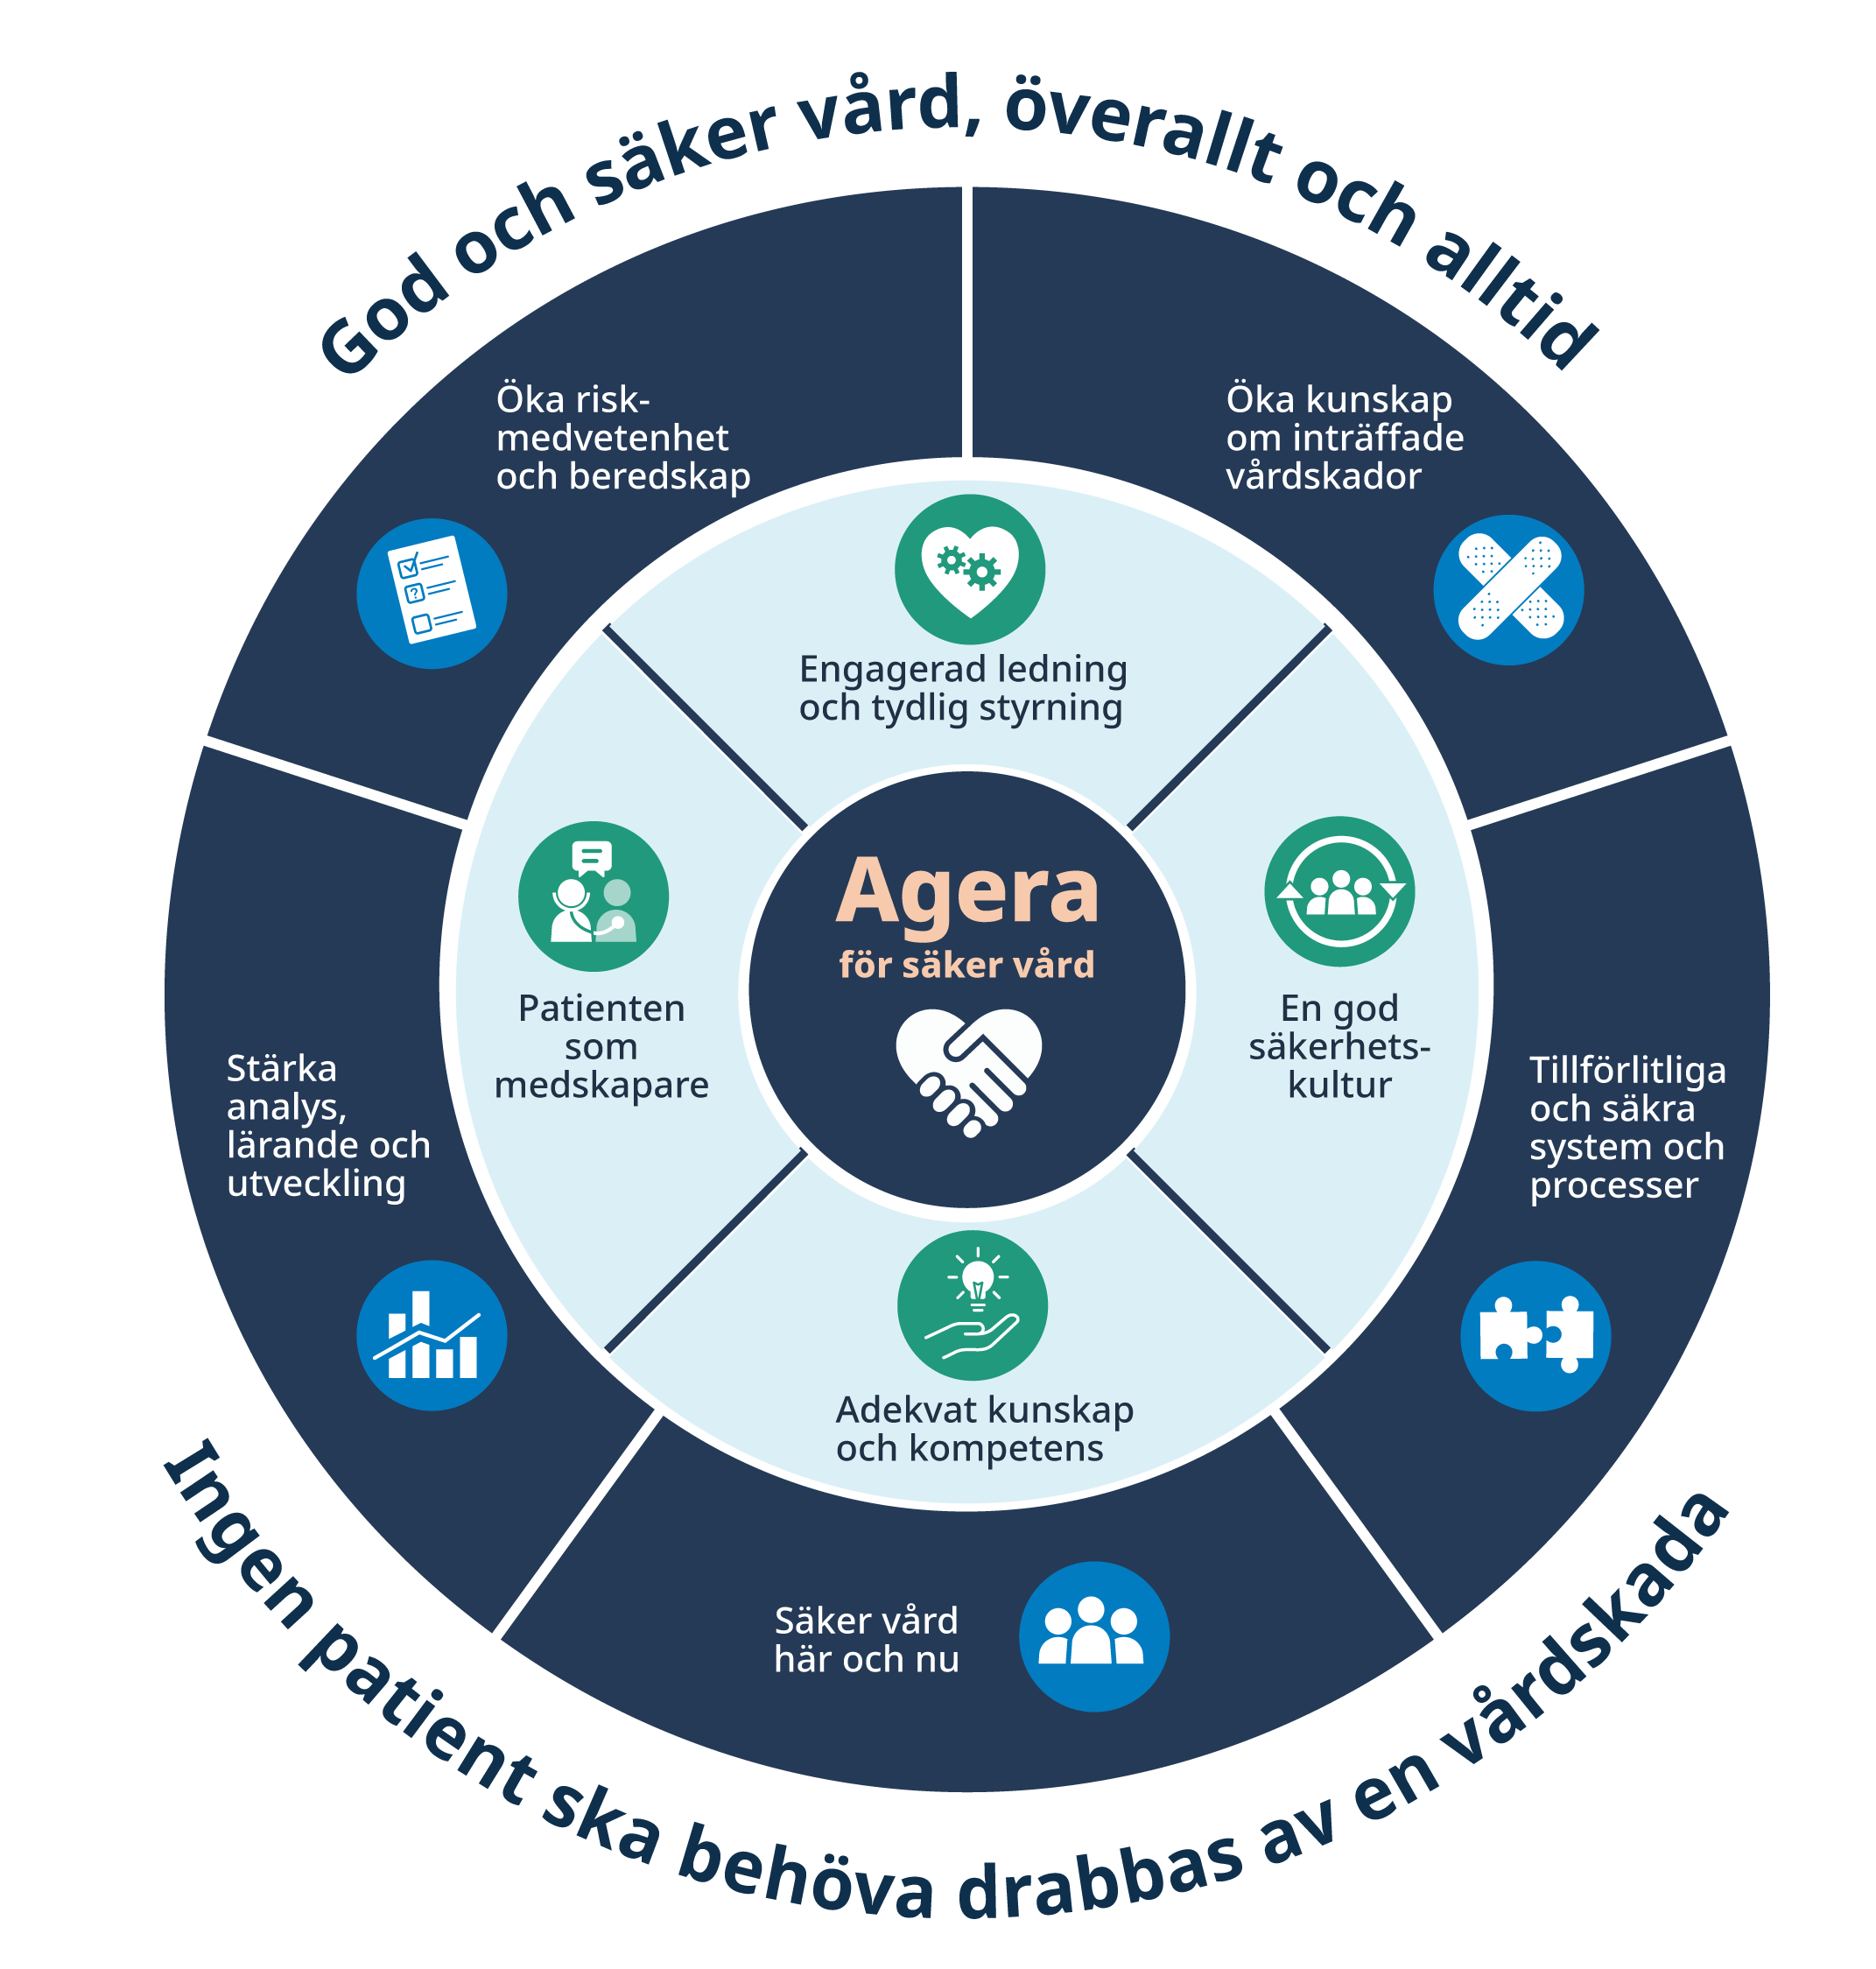 God och säker vård, överallt och alltid
Öka risk-
medvetenhet
och beredskap
Öka kunskap
om inträffade
vårdskador
Engagerad ledning
och tydlig styrning
Agera
för säker vård
Patienten
som
medskapare
En god
säkerhets-
kultur
Stärka
analys,
lärande och
utveckling
Tillförlitliga
och säkra
system och
processer
Adekvat kunskap
och kompetens
Säker vård
här och nu
Ingen patient ska behöva drabbas av en vårdskada